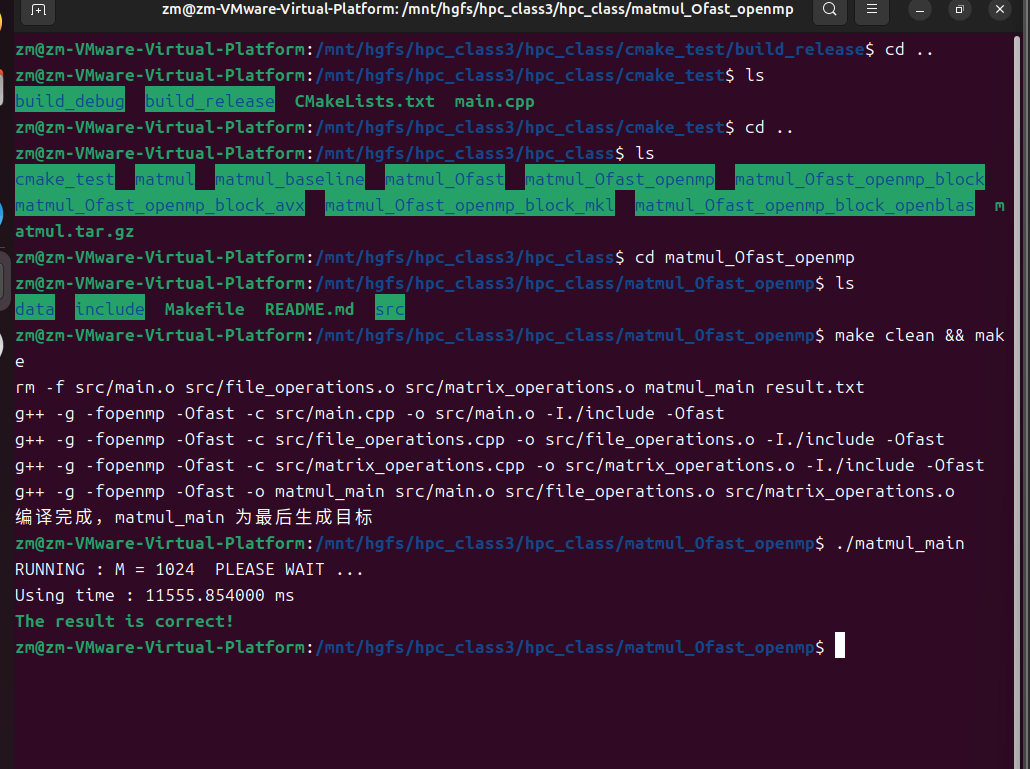 zm@zm-VMware-Virtual-Platform: /mnt/hgfs/hpc_class3/hpc_class/matmul_Ofast_openmp
zm@zm-VMware-Virtual-Platform:/mnt/hgfs/hpc_class3/hpc_class/cmake_test/build_release$ cd ..
zm@zm-VMware-Virtual-Platform:/mnt/hgfs/hpc_class3/hpc_class/cmake_test$ ls
build_debug  build_release  CMakeLists.txt  main.cpp
zm@zm-VMware-Virtual-Platform:/mnt/hgfs/hpc_class3/hpc_class/cmake_test$ cd ..
zm@zm-VMware-Virtual-Platform:/mnt/hgfs/hpc_class3/hpc_class$ ls
cmake_test  matmul  matmul_baseline  matmul_Ofast  matmul_Ofast_openmp  matmul_Ofast_openmp_block
matmul_Ofast_openmp_block_avx  matmul_Ofast_openmp_block_mkl  matmul_Ofast_openmp_block_openblas  m
atmul.tar.gz
zm@zm-VMware-Virtual-Platform:/mnt/hgfs/hpc_class3/hpc_class$ cd matmul_Ofast_openmp
zm@zm-VMware-Virtual-Platform:/mnt/hgfs/hpc_class3/hpc_class/matmul_Ofast_openmp$ ls
data  include  Makefile  README.md  src
zm@zm-VMware-Virtual-Platform:/mnt/hgfs/hpc_class3/hpc_class/matmul_Ofast_openmp$ make clean && mak
e
rm -f src/main.o src/file_operations.o src/matrix_operations.o matmul_main result.txt
g++ -g -fopenmp -Ofast -c src/main.cpp -o src/main.o -I./include -Ofast
g++ -g -fopenmp -Ofast -c src/file_operations.cpp -o src/file_operations.o -I./include -Ofast
g++ -g -fopenmp -Ofast -c src/matrix_operations.cpp -o src/matrix_operations.o -I./include -Ofast
g++ -g -fopenmp -Ofast -o matmul_main src/main.o src/file_operations.o src/matrix_operations.o
编译完成，matmul_main 为最后生成目标
zm@zm-VMware-Virtual-Platform:/mnt/hgfs/hpc_class3/hpc_class/matmul_Ofast_openmp$ ./matmul_main
RUNNING : M = 1024  PLEASE WAIT ...
Using time : 11555.854000 ms
The result is correct!
zm@zm-VMware-Virtual-Platform:/mnt/hgfs/hpc_class3/hpc_class/matmul_Ofast_openmp$